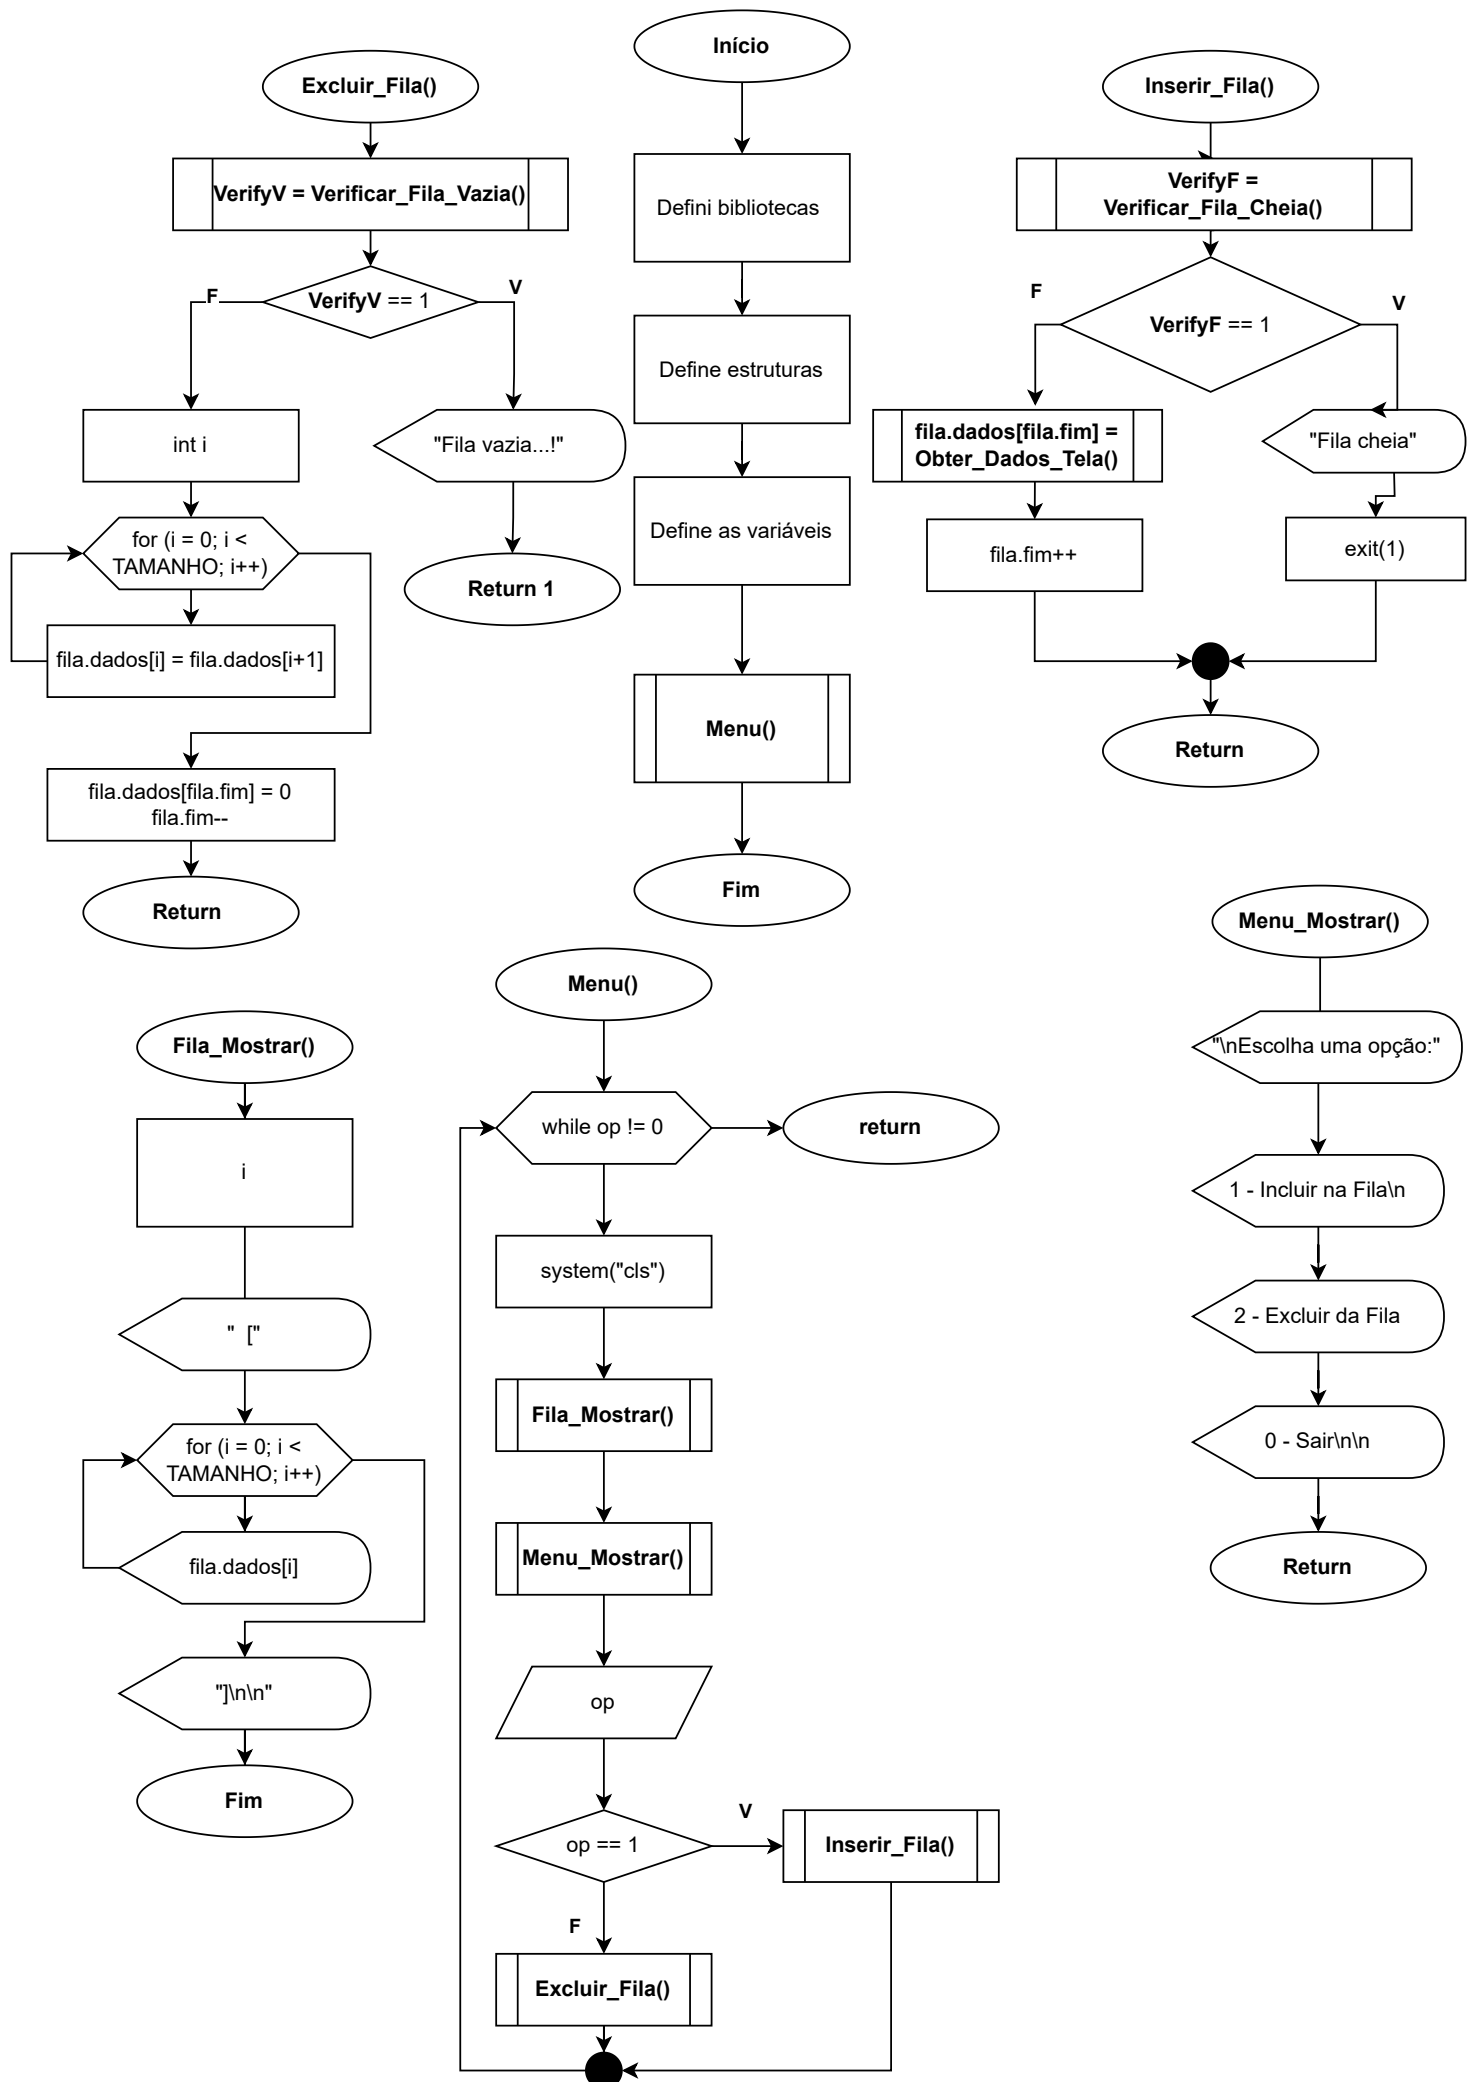 Excluir_Fila()
VerifyV = Verificar_Fila_Vazia()
VerifyV == 1
F
V
int i
"Fila vazia...!"
for (i = 0; i <
TAMANHO; i++)
Return 1
fila.dados[i] = fila.dados[i+1]
fila.dados[fila.fim] = 0
fila.fim--
Return
Início
Defini bibliotecas
Define estruturas
Define as variáveis
Menu()
Fim
Inserir_Fila()
VerifyF =
Verificar_Fila_Cheia()
F
V
VerifyF == 1
fila.dados[fila.fim] =
Obter_Dados_Tela()
"Fila cheia"
fila.fim++
exit(1)
Return
Fila_Mostrar()
i
" ["
for (i = 0; i <
TAMANHO; i++)
fila.dados[i]
"]\n\n"
Fim
Menu()
while op != 0
return
system("cls")
Fila_Mostrar()
Menu_Mostrar()
op
op == 1
V
Inserir_Fila()
F
Excluir_Fila()
Menu_Mostrar()
"\nEscolha uma opção:"
1 - Incluir na Fila\n
2 - Excluir da Fila
0 - Sair\n\n
Return